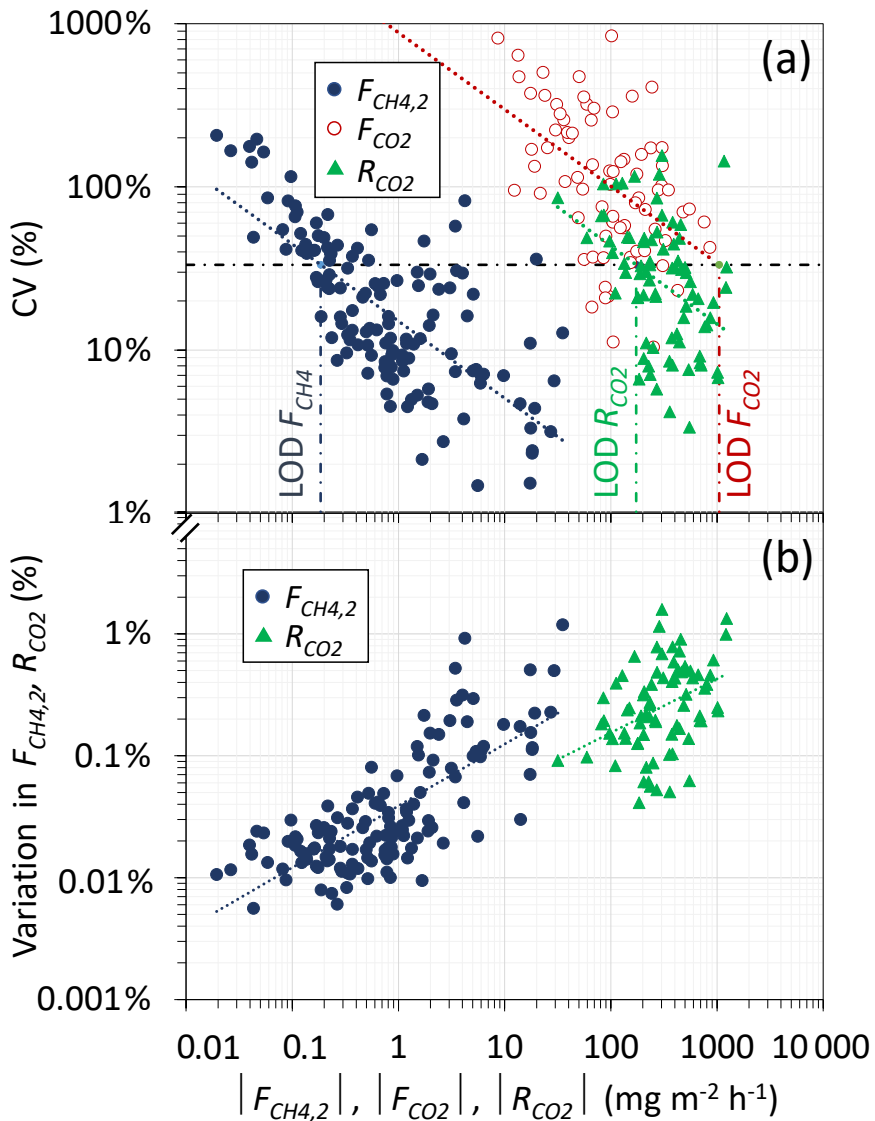 1000%
100%
10%
1%
CV (%)
(a)
F_CH4,2
F_CO2
R_CO2
LOD F_CH4
LOD R_CO2
LOD F_CO2
(b)
F_CH4,2
R_CO2
1%
0.1%
0.01%
0.001%
Variation in F_CH4,2, R_CO2 (%)
0.01 0.1 1 10 100 1000 10 000
|F_CH4,2|, |F_CO2|, |R_CO2| (mg m⁻² h⁻¹)